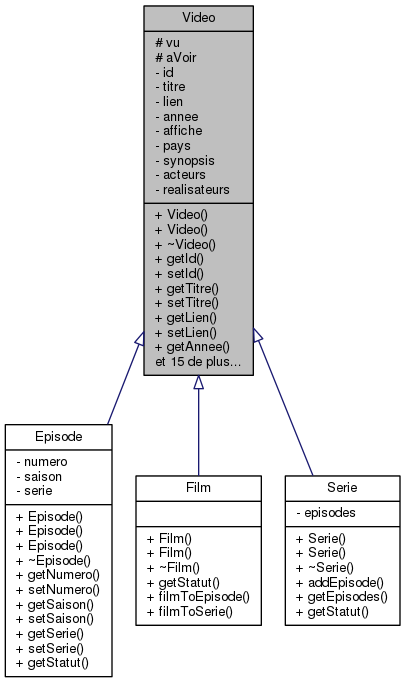 Video
# vu
# aVoir
- id
- titre
- lien
- annee
- affiche
- pays
- synopsis
- acteurs
- realisateurs
+ Video()
+ Video()
+ ~Video()
+ getId()
+ setId()
+ getTitre()
+ setTitre()
+ getLien()
+ setLien()
+ getAnnee()
et 15 de plus...
Episode
- numero
- saison
- serie
+ Episode()
+ Episode()
+ Episode()
+ ~Episode()
+ getNumero()
+ setNumero()
+ getSaison()
+ setSaison()
+ getSerie()
+ setSerie()
+ getStatut()
Film
+ Film()
+ Film()
+ ~Film()
+ getStatut()
+ filmToEpisode()
+ filmToSerie()
Serie
- episodes
+ Serie()
+ Serie()
+ ~Serie()
+ addEpisode()
+ getEpisodes()
+ getStatut()